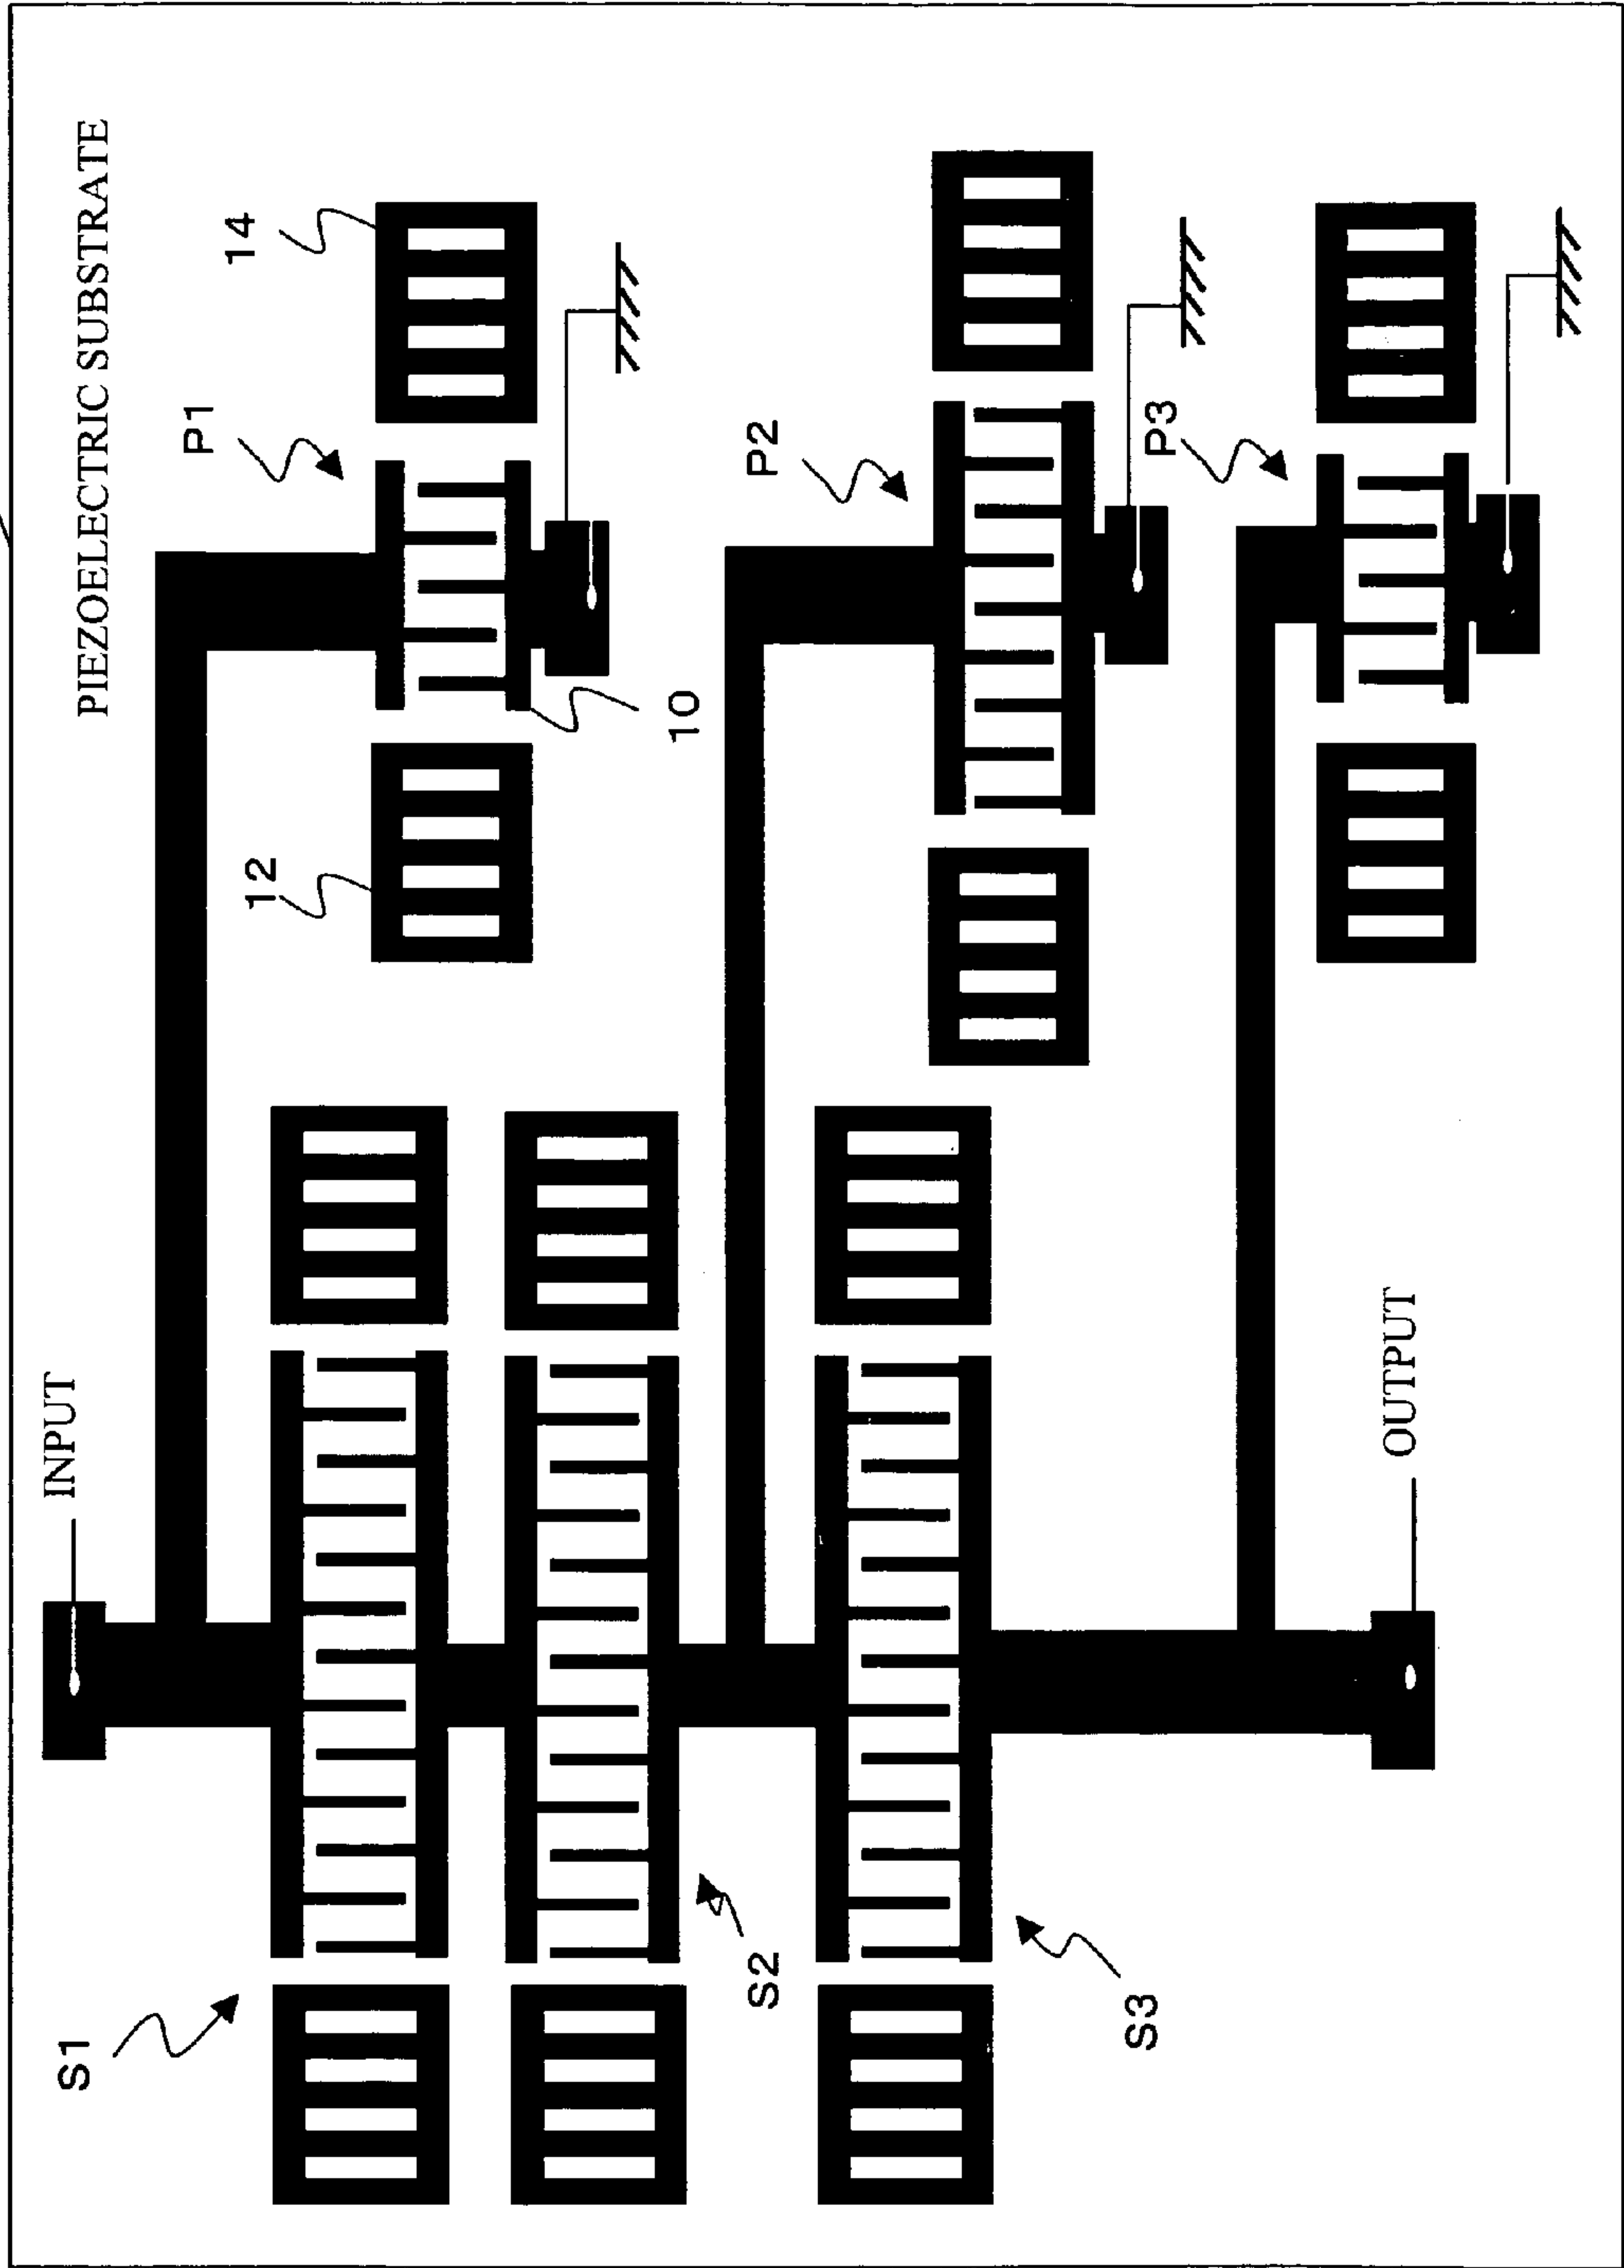 PIEZOELECTRIC SUBSTRATE
INPUT
S1
P1
14
12
10
S2
P2
S3
P3
OUTPUT